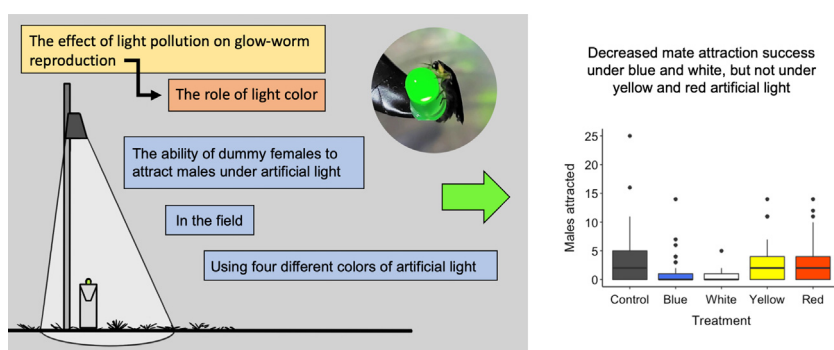 The effect of light pollution on glow-worm
reproduction
The role of light color
The ability of dummy females to
attract males under artificial light
In the field
Using four different colors of artificial light
Decreased mate attraction success
under blue and white, but not under
yellow and red artificial light
Males attracted
25
20
15
10
5
0
Control Blue White Yellow Red
Treatment